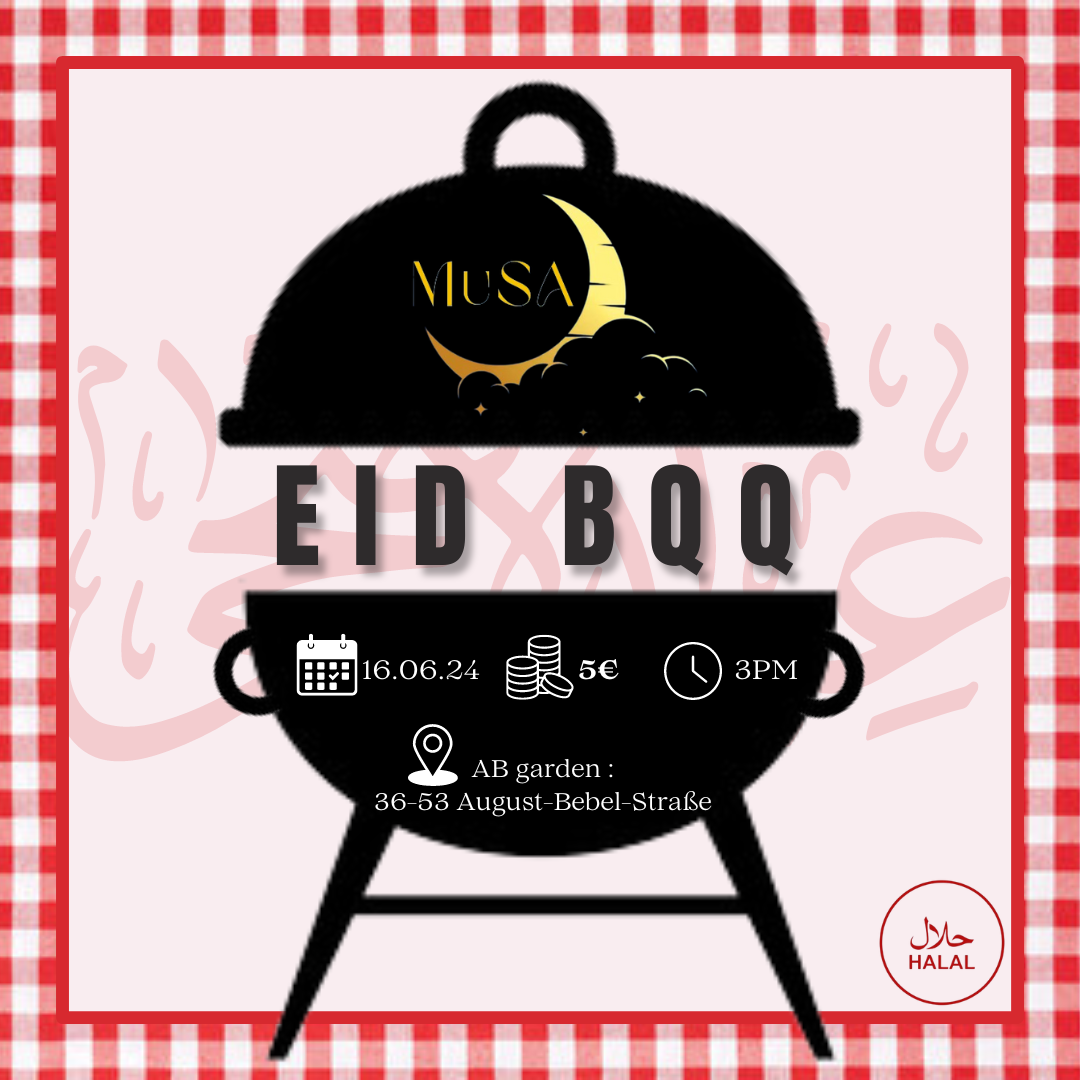 MuSA
EID BQQ
16.06.24 5€ 3PM
AB garden :
36-53 August-Bebel-Straße
حلال
HALAL